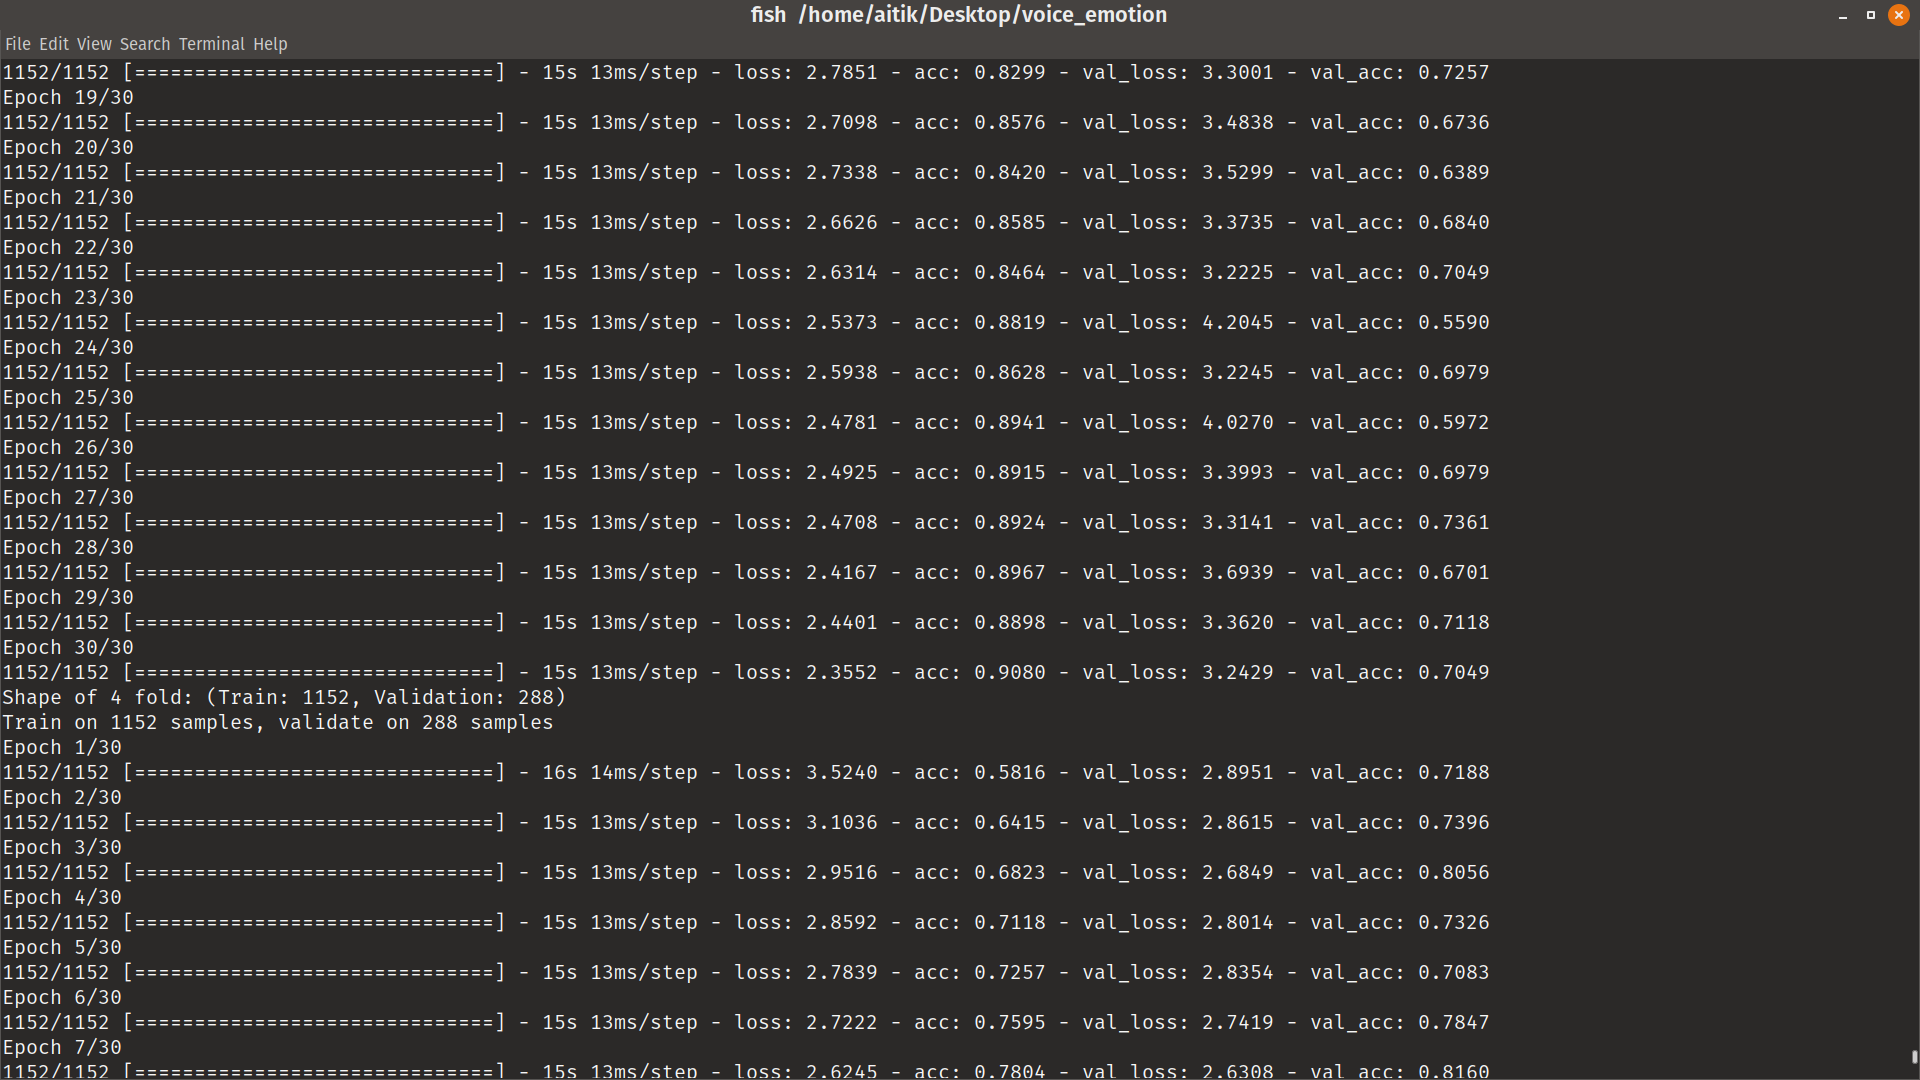 fish /home/aitik/Desktop/voice_emotion
File Edit View Search Terminal Help
1152/1152 [==============================] - 15s 13ms/step - loss: 2.7851 - acc: 0.8299 - val_loss: 3.3001 - val_acc: 0.7257
Epoch 19/30
1152/1152 [==============================] - 15s 13ms/step - loss: 2.7098 - acc: 0.8576 - val_loss: 3.4838 - val_acc: 0.6736
Epoch 20/30
1152/1152 [==============================] - 15s 13ms/step - loss: 2.7338 - acc: 0.8420 - val_loss: 3.5299 - val_acc: 0.6389
Epoch 21/30
1152/1152 [==============================] - 15s 13ms/step - loss: 2.6626 - acc: 0.8585 - val_loss: 3.3735 - val_acc: 0.6840
Epoch 22/30
1152/1152 [==============================] - 15s 13ms/step - loss: 2.6314 - acc: 0.8464 - val_loss: 3.2225 - val_acc: 0.7049
Epoch 23/30
1152/1152 [==============================] - 15s 13ms/step - loss: 2.5373 - acc: 0.8819 - val_loss: 4.2045 - val_acc: 0.5590
Epoch 24/30
1152/1152 [==============================] - 15s 13ms/step - loss: 2.5938 - acc: 0.8628 - val_loss: 3.2245 - val_acc: 0.6979
Epoch 25/30
1152/1152 [==============================] - 15s 13ms/step - loss: 2.4781 - acc: 0.8941 - val_loss: 4.0270 - val_acc: 0.5972
Epoch 26/30
1152/1152 [==============================] - 15s 13ms/step - loss: 2.4925 - acc: 0.8915 - val_loss: 3.3993 - val_acc: 0.6979
Epoch 27/30
1152/1152 [==============================] - 15s 13ms/step - loss: 2.4708 - acc: 0.8924 - val_loss: 3.3141 - val_acc: 0.7361
Epoch 28/30
1152/1152 [==============================] - 15s 13ms/step - loss: 2.4167 - acc: 0.8967 - val_loss: 3.6939 - val_acc: 0.6701
Epoch 29/30
1152/1152 [==============================] - 15s 13ms/step - loss: 2.4401 - acc: 0.8898 - val_loss: 3.3620 - val_acc: 0.7118
Epoch 30/30
1152/1152 [==============================] - 15s 13ms/step - loss: 2.3552 - acc: 0.9080 - val_loss: 3.2429 - val_acc: 0.7049
Shape of 4 fold: (Train: 1152, Validation: 288)
Train on 1152 samples, validate on 288 samples
Epoch 1/30
1152/1152 [==============================] - 16s 14ms/step - loss: 3.5240 - acc: 0.5816 - val_loss: 2.8951 - val_acc: 0.7188
Epoch 2/30
1152/1152 [==============================] - 15s 13ms/step - loss: 3.1036 - acc: 0.6415 - val_loss: 2.8615 - val_acc: 0.7396
Epoch 3/30
1152/1152 [==============================] - 15s 13ms/step - loss: 2.9516 - acc: 0.6823 - val_loss: 2.6849 - val_acc: 0.8056
Epoch 4/30
1152/1152 [==============================] - 15s 13ms/step - loss: 2.8592 - acc: 0.7118 - val_loss: 2.8014 - val_acc: 0.7326
Epoch 5/30
1152/1152 [==============================] - 15s 13ms/step - loss: 2.7839 - acc: 0.7257 - val_loss: 2.8354 - val_acc: 0.7083
Epoch 6/30
1152/1152 [==============================] - 15s 13ms/step - loss: 2.7222 - acc: 0.7595 - val_loss: 2.7419 - val_acc: 0.7847
Epoch 7/30
1152/1152 [==============================] - 15s 13ms/step - loss: 2.6245 - acc: 0.7804 - val_loss: 2.6308 - val_acc: 0.8160